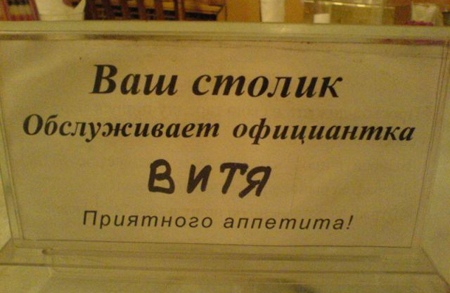 Ваш столик
Обслуживает официантка
ВИТЯ
Приятного аппетита!